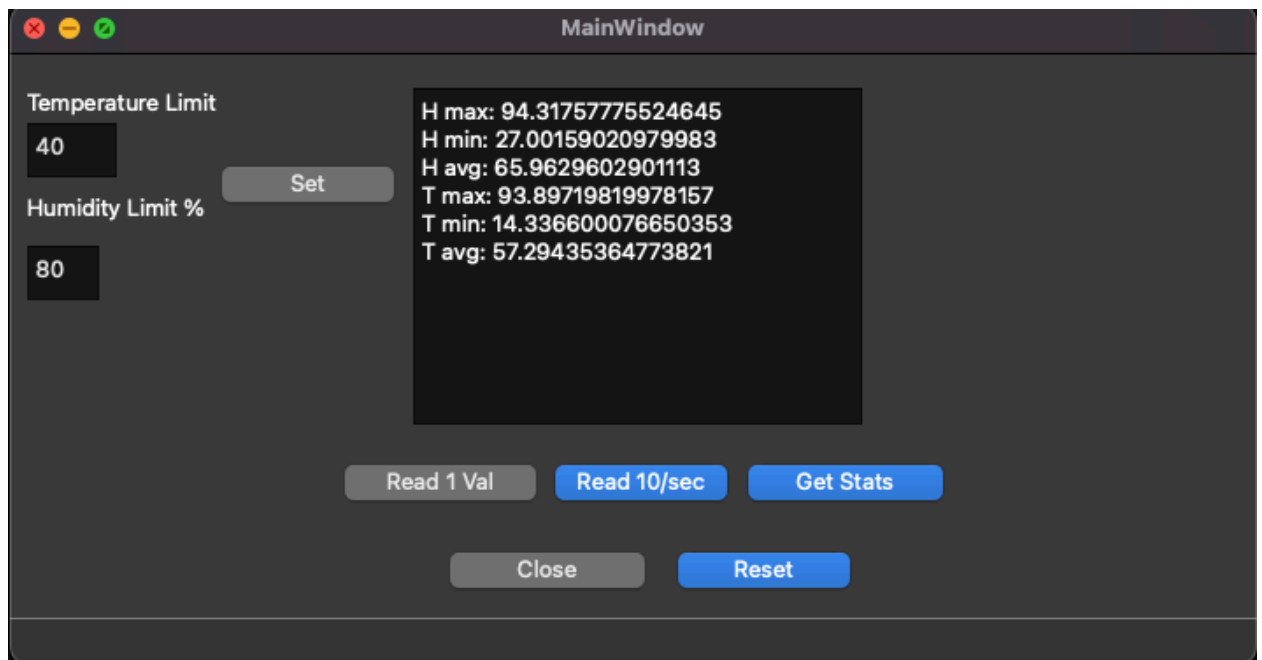 MainWindow
Temperature Limit
40
Set
Humidity Limit %
80
H max: 94.31757775524645
H min: 27.00159020979983
H avg: 65.9629602901113
T max: 93.89719819978157
T min: 14.336600076650353
T avg: 57.29435364773821
Read 1 Val
Read 10/sec
Get Stats
Close
Reset